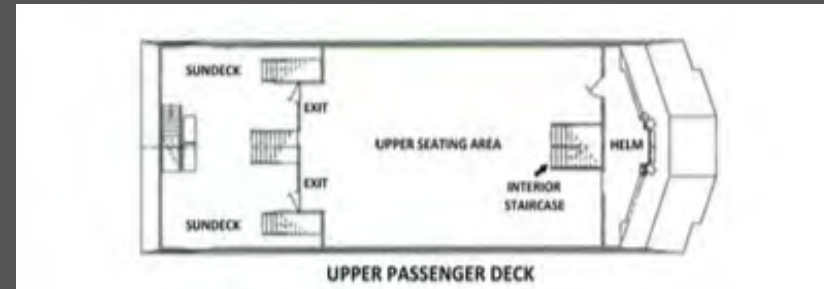 SUNDECK
EXIT
UPPER SEATING AREA
HELM
EXIT
INTERIOR
STAIRCASE
SUNDECK
UPPER PASSENGER DECK